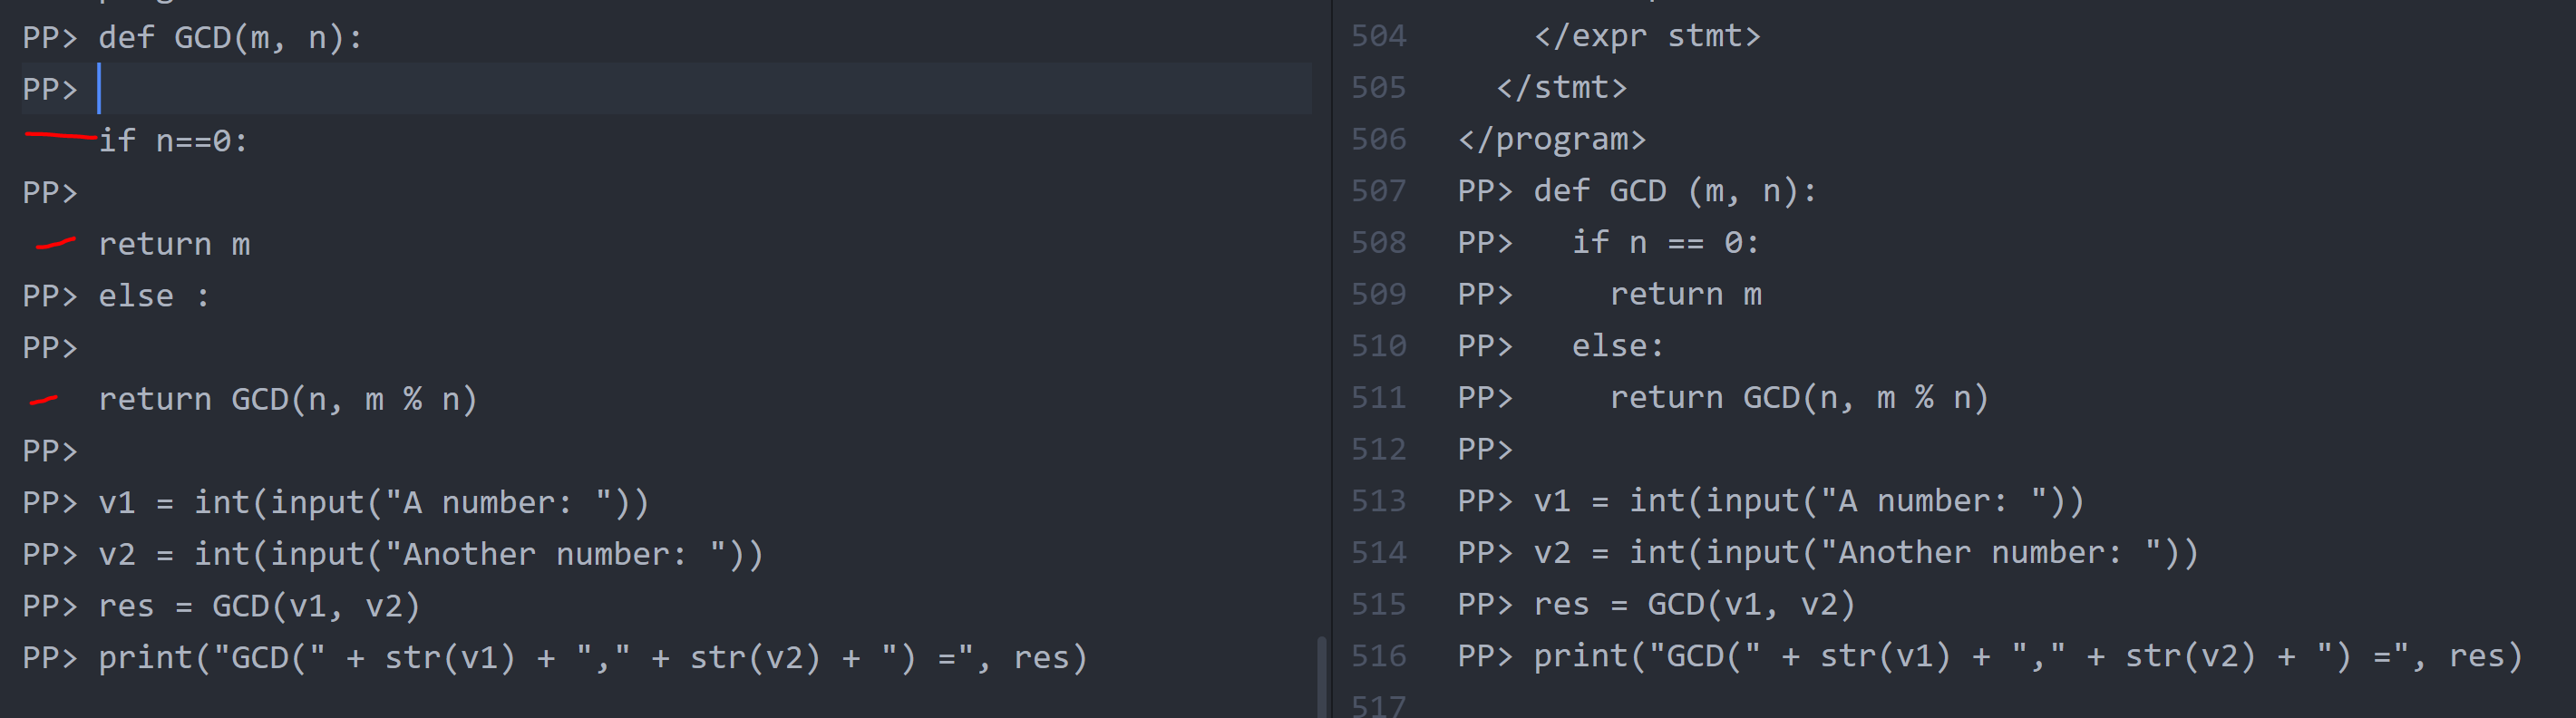 PP> def GCD(m, n):
PP>
    if n==0:
PP>
    return m
PP> else :
PP>
    return GCD(n, m % n)
PP>
PP> v1 = int(input("A number: "))
PP> v2 = int(input("Another number: "))
PP> res = GCD(v1, v2)
PP> print("GCD(" + str(v1) + "," + str(v2) + ") =", res)
504     </expr stmt>
505   </stmt>
506 </program>
507 PP> def GCD (m, n):
508 PP>   if n == 0:
509 PP>     return m
510 PP>   else:
511 PP>     return GCD(n, m % n)
512 PP>
513 PP> v1 = int(input("A number: "))
514 PP> v2 = int(input("Another number: "))
515 PP> res = GCD(v1, v2)
516 PP> print("GCD(" + str(v1) + "," + str(v2) + ") =", res)
517